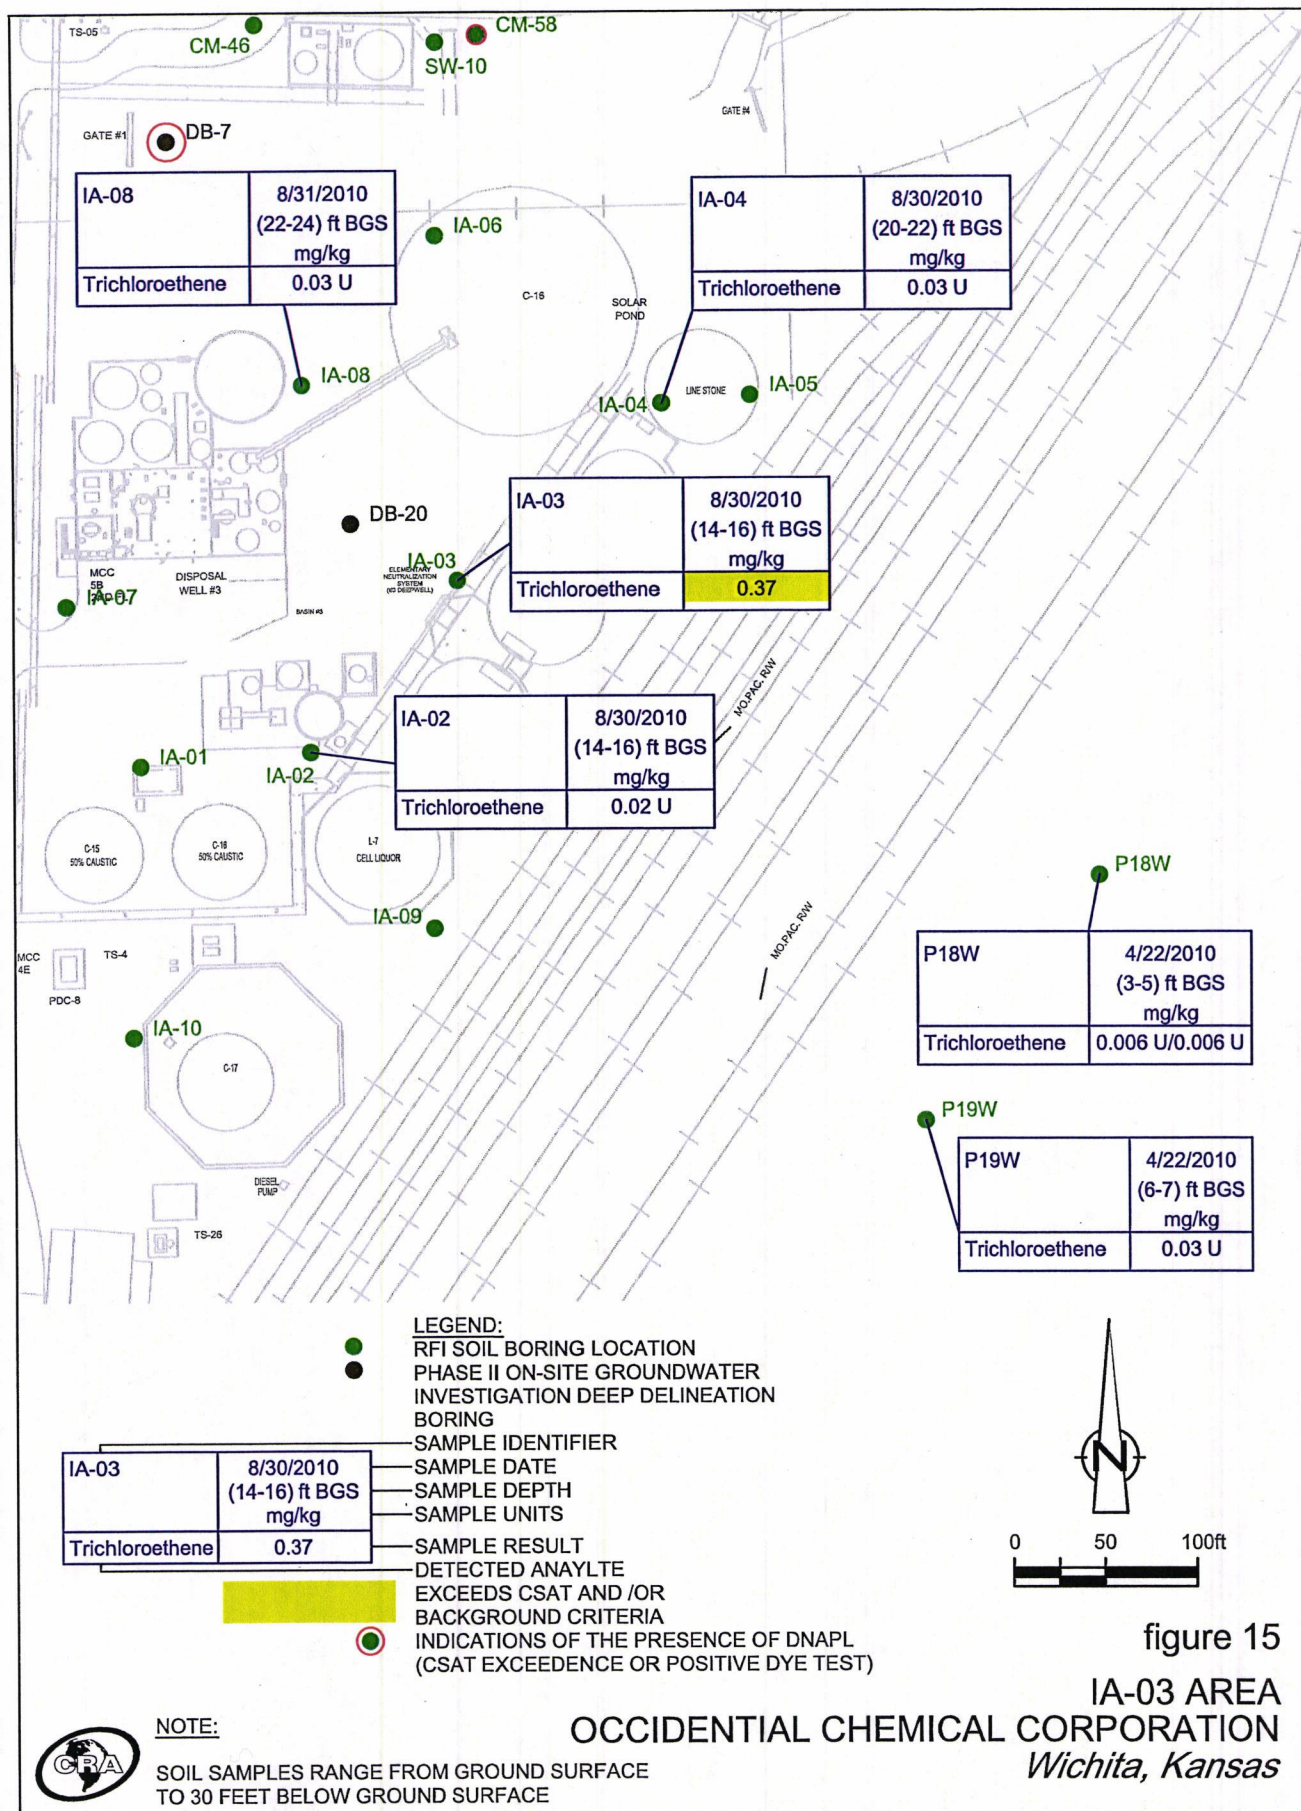 TS-05
CM-46
CM-58
SW-10
GATE #4
GATE #1
DB-7
IA-08
8/31/2010
(22-24) ft BGS
mg/kg
Trichloroethene
0.03 U
IA-06
IA-04
8/30/2010
(20-22) ft BGS
mg/kg
Trichloroethene
0.03 U
C-16
SOLAR
POND
IA-08
LINE STONE
IA-05
IA-04
IA-03
8/30/2010
(14-16) ft BGS
mg/kg
Trichloroethene
0.37
DB-20
IA-03
ELEMENTARY
NEUTRALIZATION
SYSTEM
(#3 DEEPWELL)
MCC
5B
IA-07
DISPOSAL
WELL #3
BASIN #3
MO.PAC. R/W
IA-02
8/30/2010
(14-16) ft BGS
mg/kg
Trichloroethene
0.02 U
IA-01
IA-02
C-15
50% CAUSTIC
C-16
50% CAUSTIC
L-7
CELL LIQUOR
P18W
IA-09
MO.PAC. R/W
P18W
4/22/2010
(3-5) ft BGS
mg/kg
Trichloroethene
0.006 U/0.006 U
MCC
4E
TS-4
PDC-8
IA-10
C-17
P19W
P19W
4/22/2010
(6-7) ft BGS
mg/kg
Trichloroethene
0.03 U
DIESEL
PUMP
TS-26
LEGEND:
RFI SOIL BORING LOCATION
PHASE II ON-SITE GROUNDWATER
INVESTIGATION DEEP DELINEATION
BORING
SAMPLE IDENTIFIER
SAMPLE DATE
SAMPLE DEPTH
SAMPLE UNITS
SAMPLE RESULT
DETECTED ANAYLTE
IA-03
8/30/2010
(14-16) ft BGS
mg/kg
Trichloroethene
0.37
EXCEEDS CSAT AND /OR
BACKGROUND CRITERIA
INDICATIONS OF THE PRESENCE OF DNAPL
(CSAT EXCEEDENCE OR POSITIVE DYE TEST)
N
0 50 100ft
figure 15
IA-03 AREA
OCCIDENTIAL CHEMICAL CORPORATION
Wichita, Kansas
CRA
NOTE:
SOIL SAMPLES RANGE FROM GROUND SURFACE
TO 30 FEET BELOW GROUND SURFACE